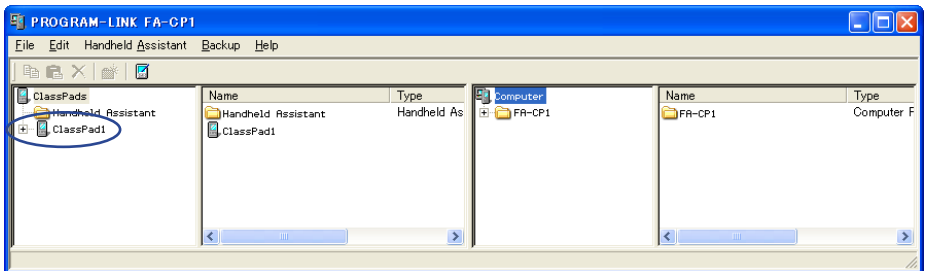 PROGRAM-LINK FA-CP1
File Edit Handheld Assistant Backup Help
ClassPads
Handheld Assistant
ClassPad1
Name Type
Handheld Assistant Handheld As
ClassPad1
Computer
FA-CP1
Name Type
FA-CP1 Computer F